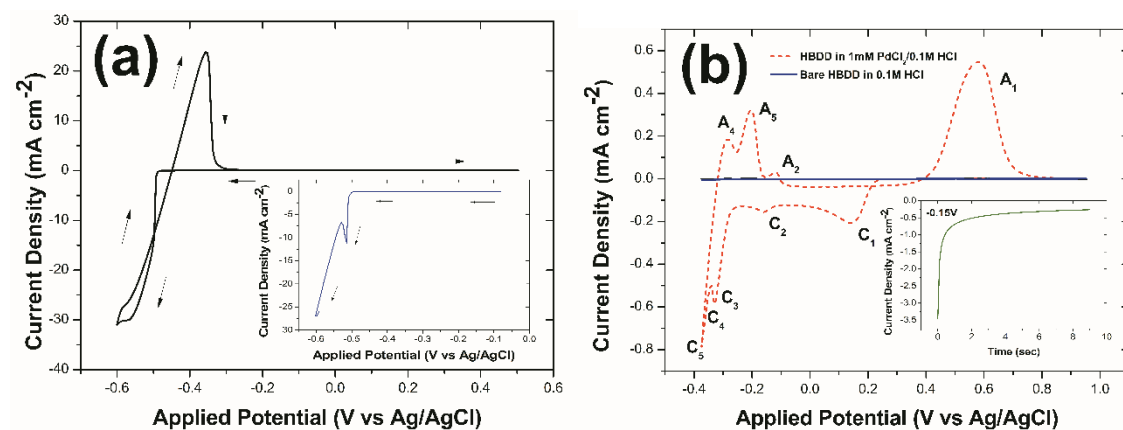 (a)
30
20
10
0
-10
-20
-30
-40
Current Density (mA cm⁻²)
-0.6
-0.4
-0.2
0.0
0.2
0.4
0.6
Applied Potential (V vs Ag/AgCl)
0
-5
-10
-15
-20
-25
30
Current Density (mA cm⁻²)
-0.6
-0.5
-0.4
-0.3
-0.2
-0.1
0.0
Applied Potential (V vs Ag/AgCl)
(b)
HBDD in 1mM PdCl₂/0.1M HCl
Bare HBDD in 0.1M HCl
0.6
0.4
0.2
0.0
-0.2
-0.4
-0.6
-0.8
Current Density (mA cm⁻²)
A₁
A₄
A₅
A₂
C₂
C₁
C₃
C₄
C₅
-0.4
-0.2
0.0
0.2
0.4
0.6
0.8
1.0
Applied Potential (V vs Ag/AgCl)
-0.15V
0.0
-0.5
-1.0
-1.5
-2.0
-2.5
-3.0
-3.5
Current Density (mA cm⁻²)
0
2
4
6
8
10
Time (sec)